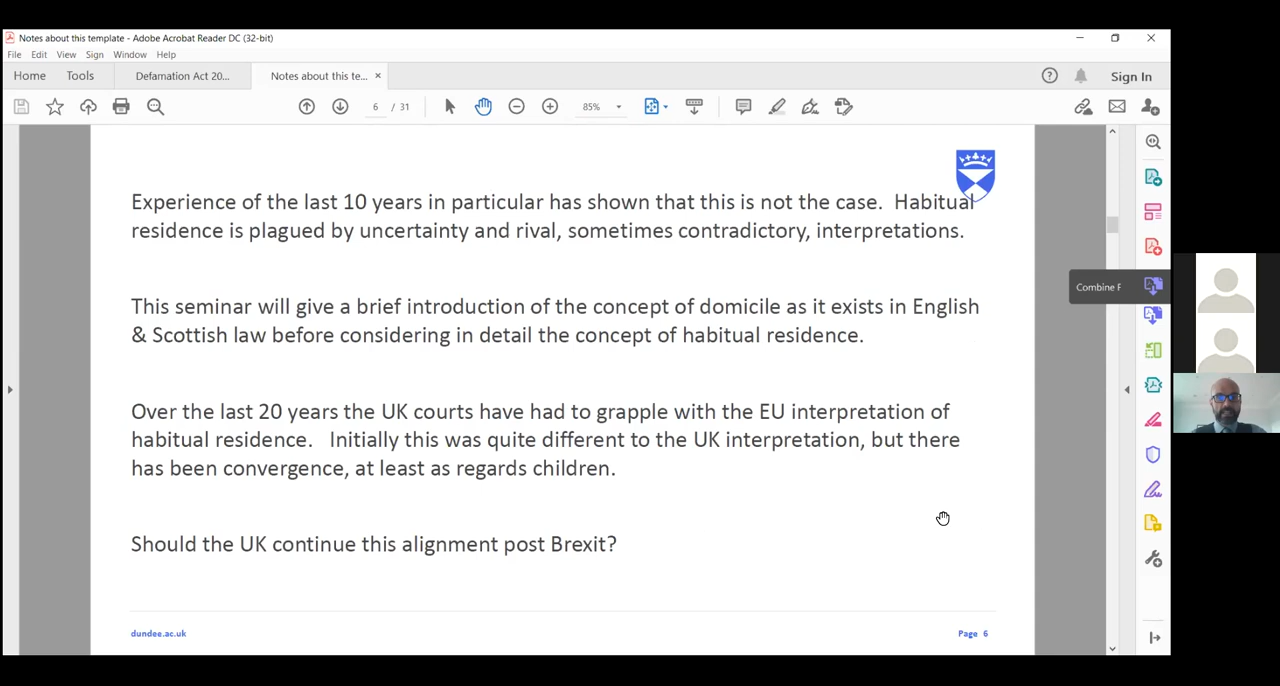 Notes about this template - Adobe Acrobat Reader DC (32-bit)
File Edit View Sign Window Help
Home Tools Defamation Act 20... Notes about this te... × Sign In
6 / 31 85%
Experience of the last 10 years in particular has shown that this is not the case. Habitual
residence is plagued by uncertainty and rival, sometimes contradictory, interpretations.
Combine F
This seminar will give a brief introduction of the concept of domicile as it exists in English
& Scottish law before considering in detail the concept of habitual residence.
Over the last 20 years the UK courts have had to grapple with the EU interpretation of
habitual residence. Initially this was quite different to the UK interpretation, but there
has been convergence, at least as regards children.
Should the UK continue this alignment post Brexit?
dundee.ac.uk Page 6